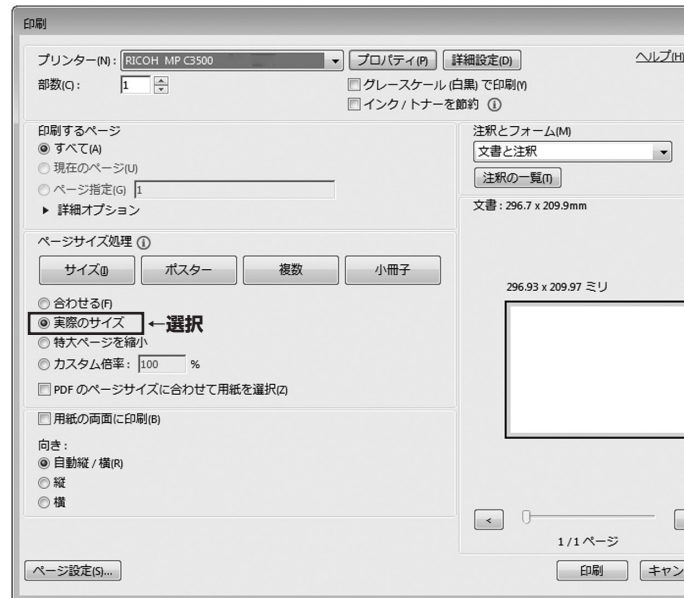 印刷
プリンター(N): RICOH MP C3500 プロパティ(P) 詳細設定(D) ヘルプ(H)
部数(C): 1 グレースケール (白黒) で印刷(Y)
インク / トナーを節約
印刷するページ
すべて(A)
現在のページ(U)
ページ指定(G) 1
詳細オプション
注釈とフォーム(M)
文書と注釈
注釈の一覧(T)
文書 : 296.7 x 209.9mm
ページサイズ処理
サイズ(I) ポスター 複数 小冊子
296.93 x 209.97 ミリ
合わせる(F)
実際のサイズ ←選択
特大ページを縮小
カスタム倍率 : 100 %
PDF のページサイズに合わせて用紙を選択(Z)
用紙の両面に印刷(B)
向き :
自動縦 / 横(R)
縦
横
<
1 / 1 ページ
ページ設定(S)... 印刷 キャン